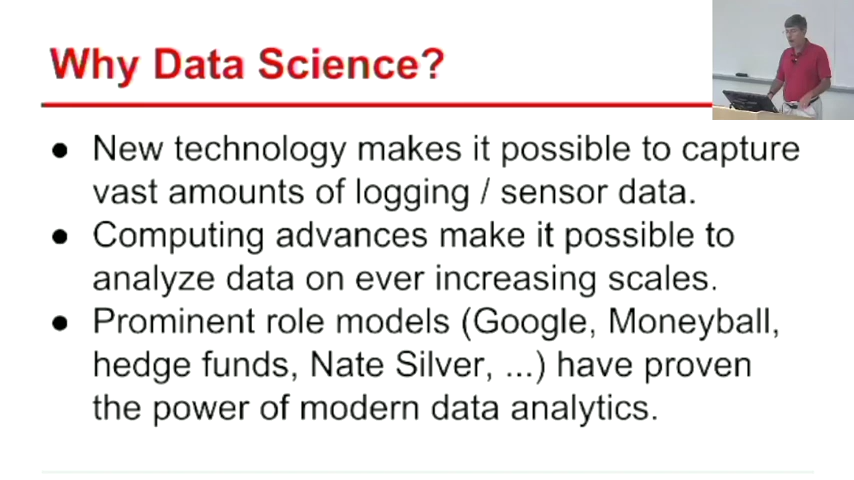 Why Data Science?
● New technology makes it possible to capture
vast amounts of logging / sensor data.
● Computing advances make it possible to
analyze data on ever increasing scales.
● Prominent role models (Google, Moneyball,
hedge funds, Nate Silver, ...) have proven
the power of modern data analytics.